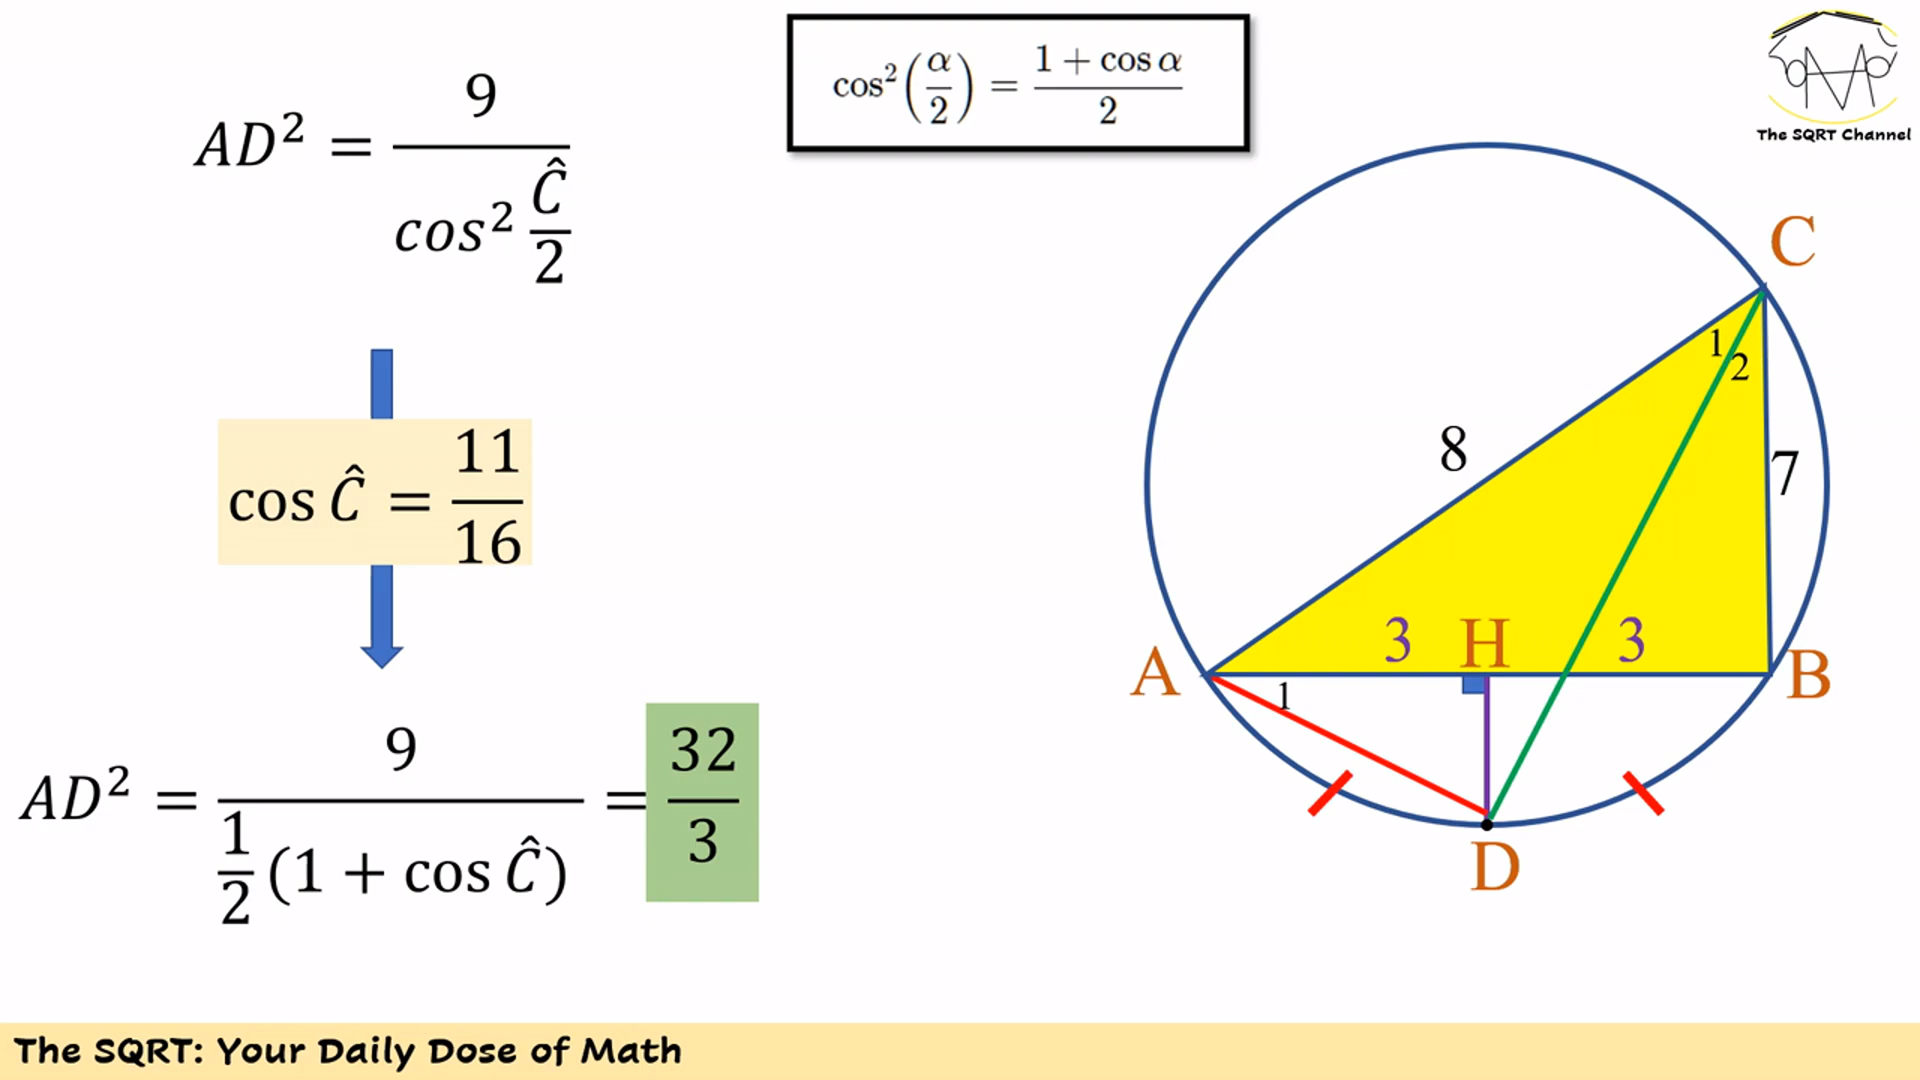 AD² = 9 / cos² Ĉ/2
cos²(α/2) = (1 + cos α) / 2
The SQRT Channel
cos Ĉ = 11/16
AD² = 9 / ½(1 + cos Ĉ) = 32/3
C
1
2
8
7
3
H
3
A
B
1
D
The SQRT: Your Daily Dose of Math